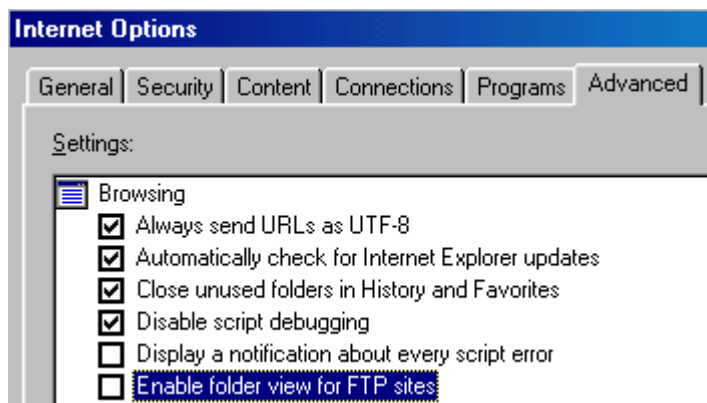 Internet Options
General Security Content Connections Programs Advanced
Settings:
Browsing
Always send URLs as UTF-8
Automatically check for Internet Explorer updates
Close unused folders in History and Favorites
Disable script debugging
Display a notification about every script error
Enable folder view for FTP sites